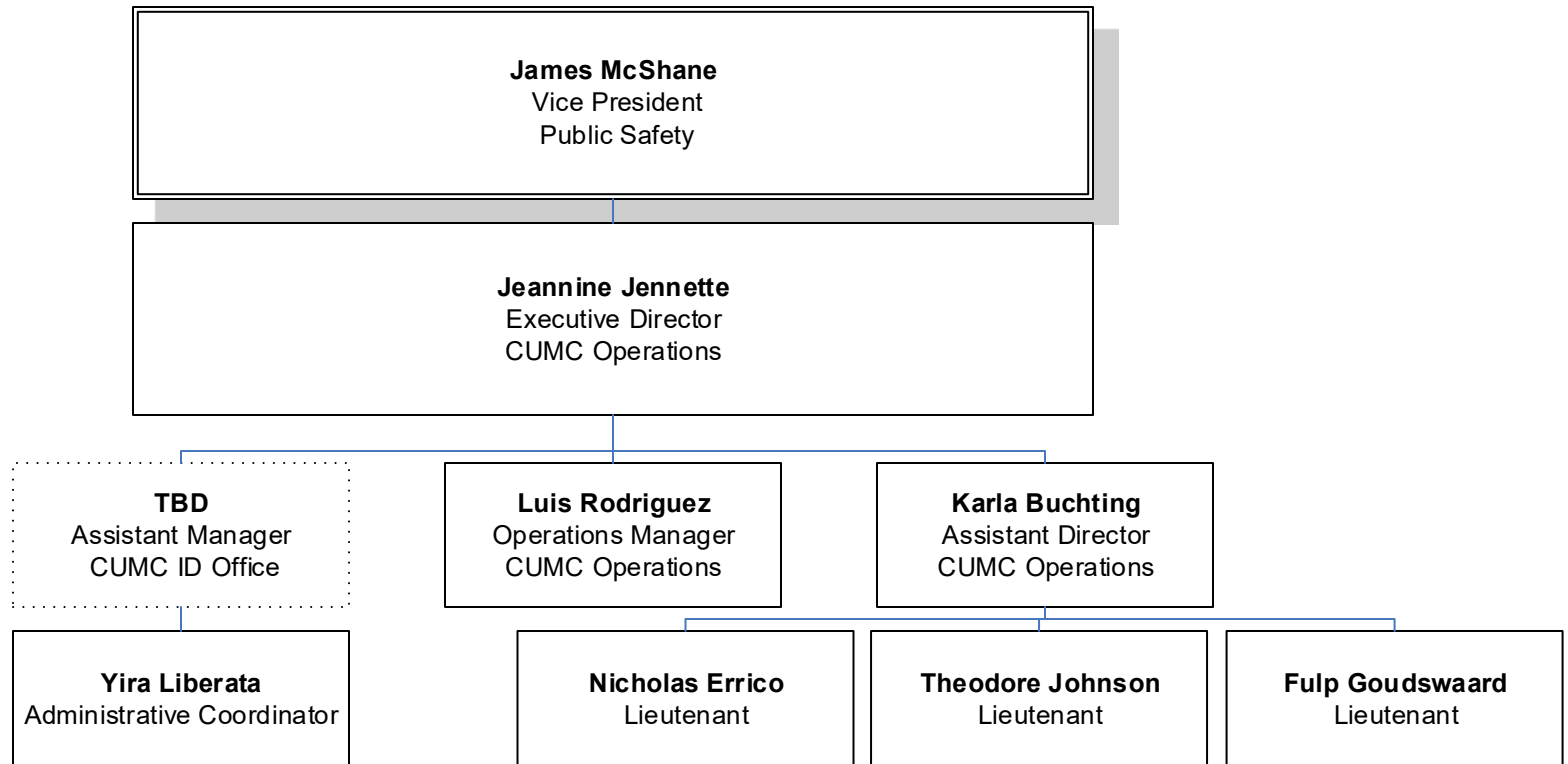 James McShane
Vice President
Public Safety
Jeannine Jennette
Executive Director
CUMC Operations
TBD
Assistant Manager
CUMC ID Office
Luis Rodriguez
Operations Manager
CUMC Operations
Karla Buchting
Assistant Director
CUMC Operations
Yira Liberata
Administrative Coordinator
Nicholas Errico
Lieutenant
Theodore Johnson
Lieutenant
Fulp Goudswaard
Lieutenant